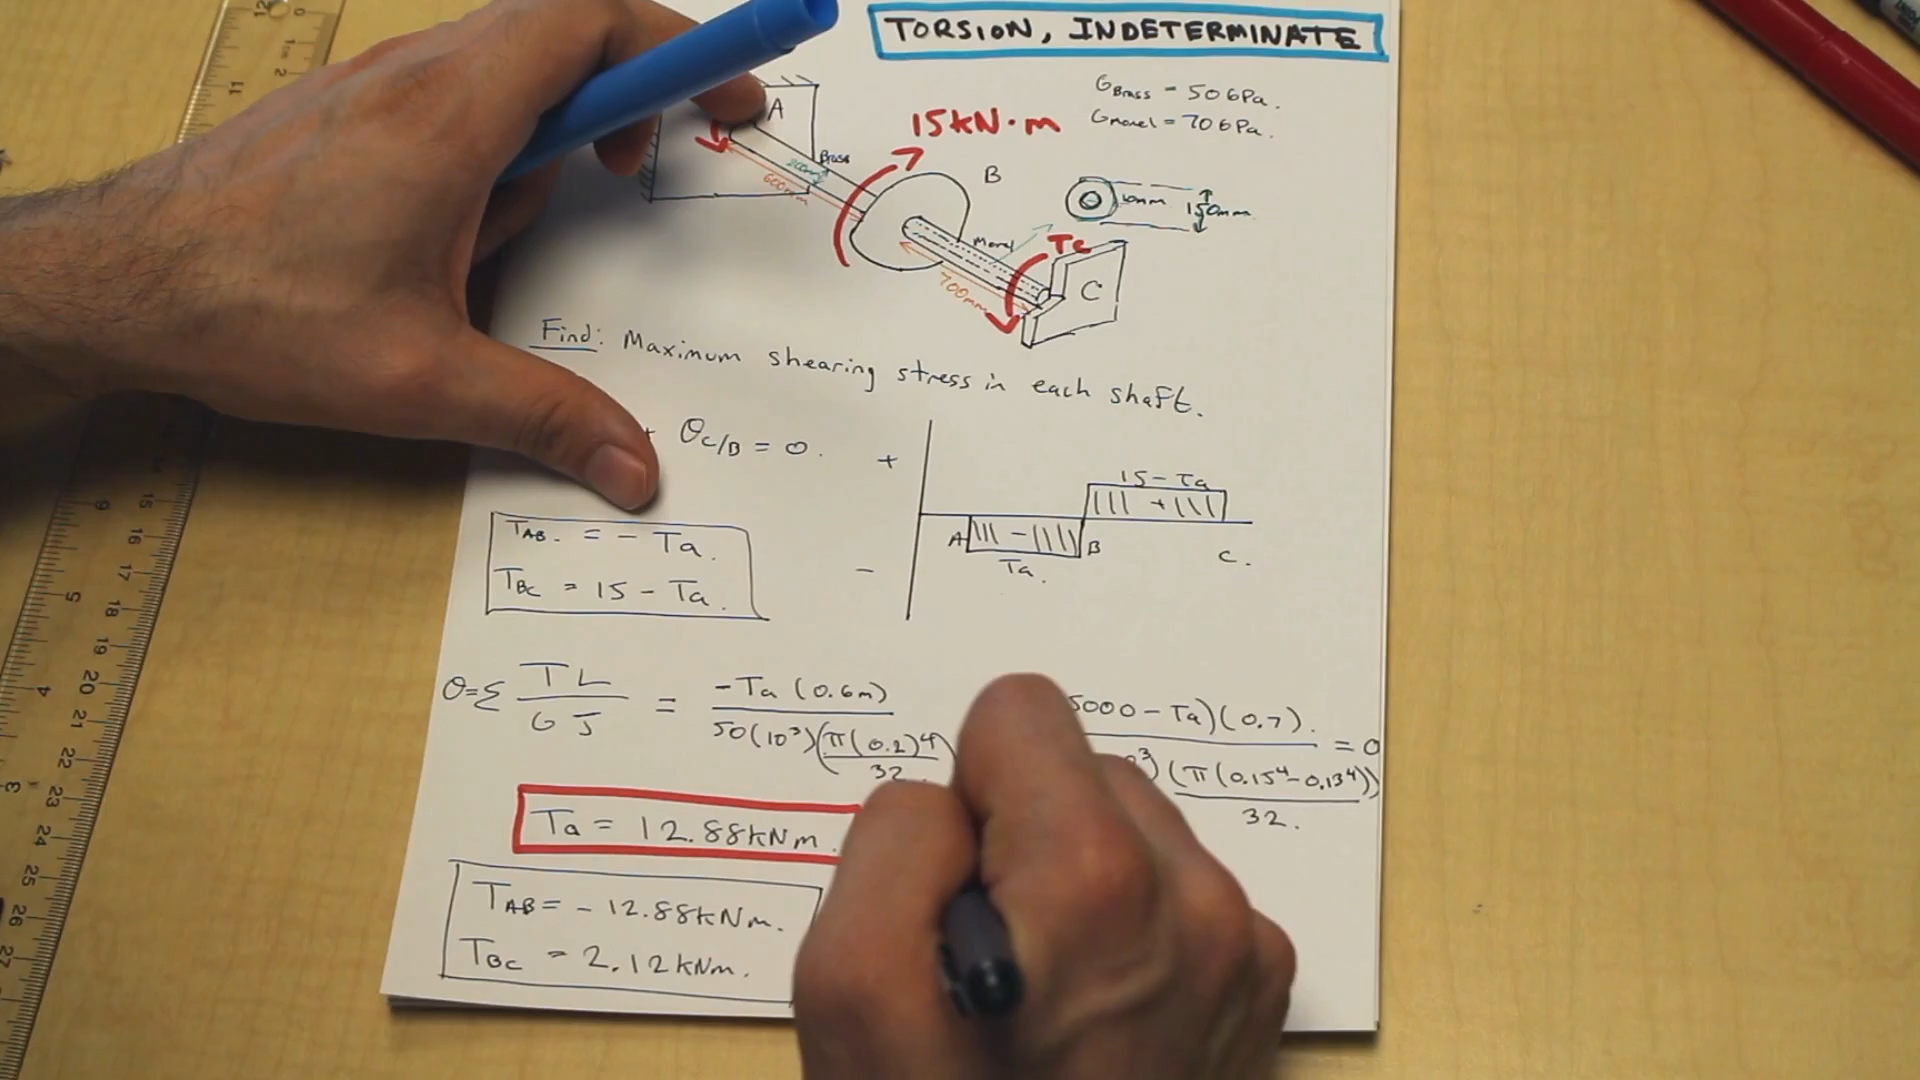 TORSION, INDETERMINATE
GBrass = 50GPa.
Gmonel = 70GPa.
15kN·m
A
Brass
200mm
600mm
B
10mm
150mm
Monel
Tc
700mm
C
Find: Maximum shearing stress in each shaft.
+ θC/B = 0.
+
15 - Ta
A - B
Ta.
C.
-
TAB. = - Ta.
TBC = 15 - Ta.
θ=Σ TL / GJ = -Ta (0.6m) / 50(10³)(π(0.2)⁴/32)
5000 - Ta)(0.7). / 0³)(π(0.15⁴-0.13⁴)/32.) = 0
Ta = 12.88kNm.
TAB = - 12.88kNm.
TBC = 2.12kNm.